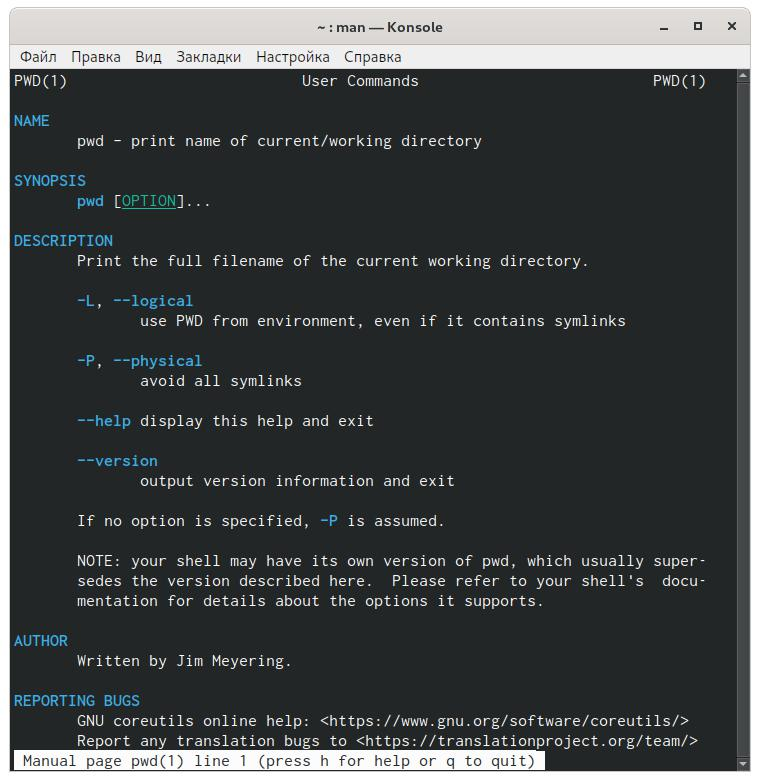 ~ : man — Konsole
Файл Правка Вид Закладки Настройка Справка
PWD(1) User Commands PWD(1)
NAME
pwd - print name of current/working directory
SYNOPSIS
pwd [OPTION]...
DESCRIPTION
Print the full filename of the current working directory.
-L, --logical
use PWD from environment, even if it contains symlinks
-P, --physical
avoid all symlinks
--help display this help and exit
--version
output version information and exit
If no option is specified, -P is assumed.
NOTE: your shell may have its own version of pwd, which usually super-
sedes the version described here.  Please refer to your shell's  docu-
mentation for details about the options it supports.
AUTHOR
Written by Jim Meyering.
REPORTING BUGS
GNU coreutils online help: <https://www.gnu.org/software/coreutils/>
Report any translation bugs to <https://translationproject.org/team/>
Manual page pwd(1) line 1 (press h for help or q to quit)